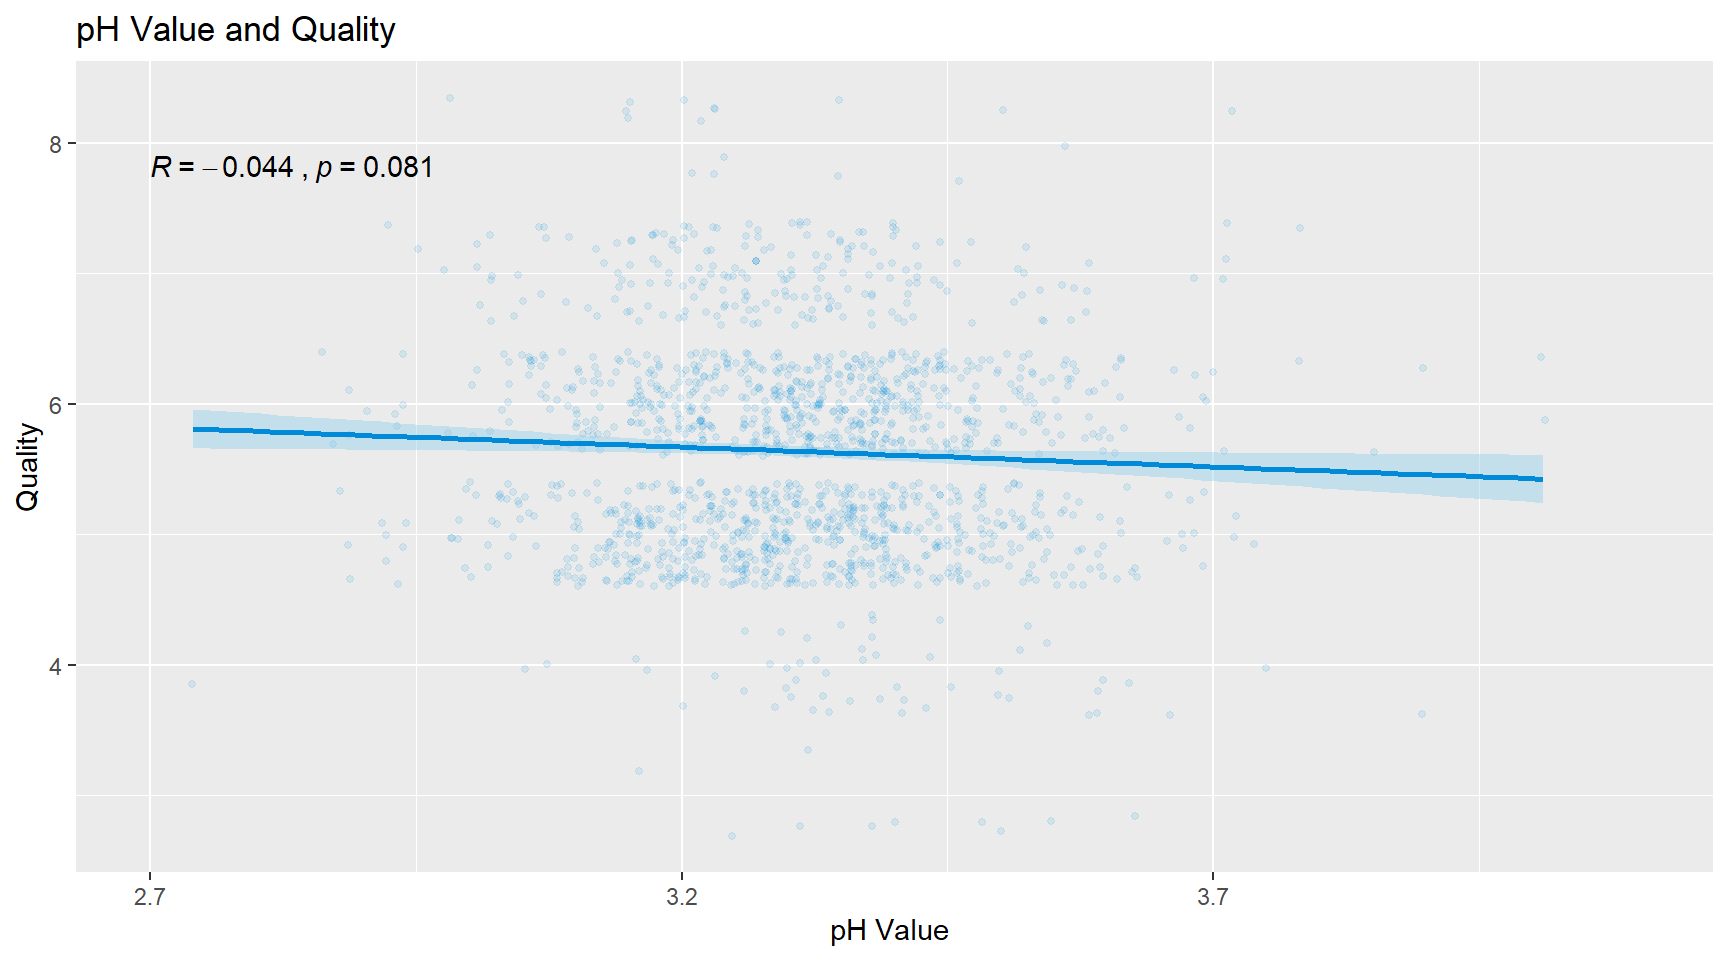 pH Value and Quality
8
R = −0.044 , p = 0.081
6
Quality
4
2.7 3.2 3.7
pH Value